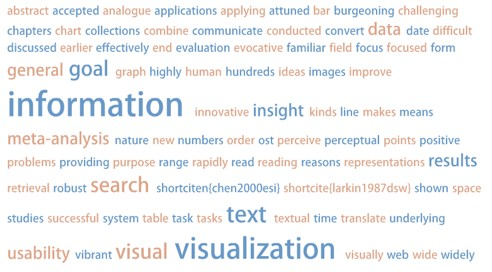 abstract accepted analogue applications applying attuned bar burgeoning challenging
chapters chart collections combine communicate conducted convert data date difficult
discussed earlier effectively end evaluation evocative familiar field focus focused form
general goal graph highly human hundreds ideas images improve
information innovative insight kinds line makes means
meta-analysis nature new numbers order ost perceive perceptual points positive
problems providing purpose range rapidly read reading reasons representations results
retrieval robust search shortciten{chen2000esi} shortcite{larkin1987dsw} shown space
studies successful system table task tasks text textual time translate underlying
usability vibrant visual visualization visually web wide widely